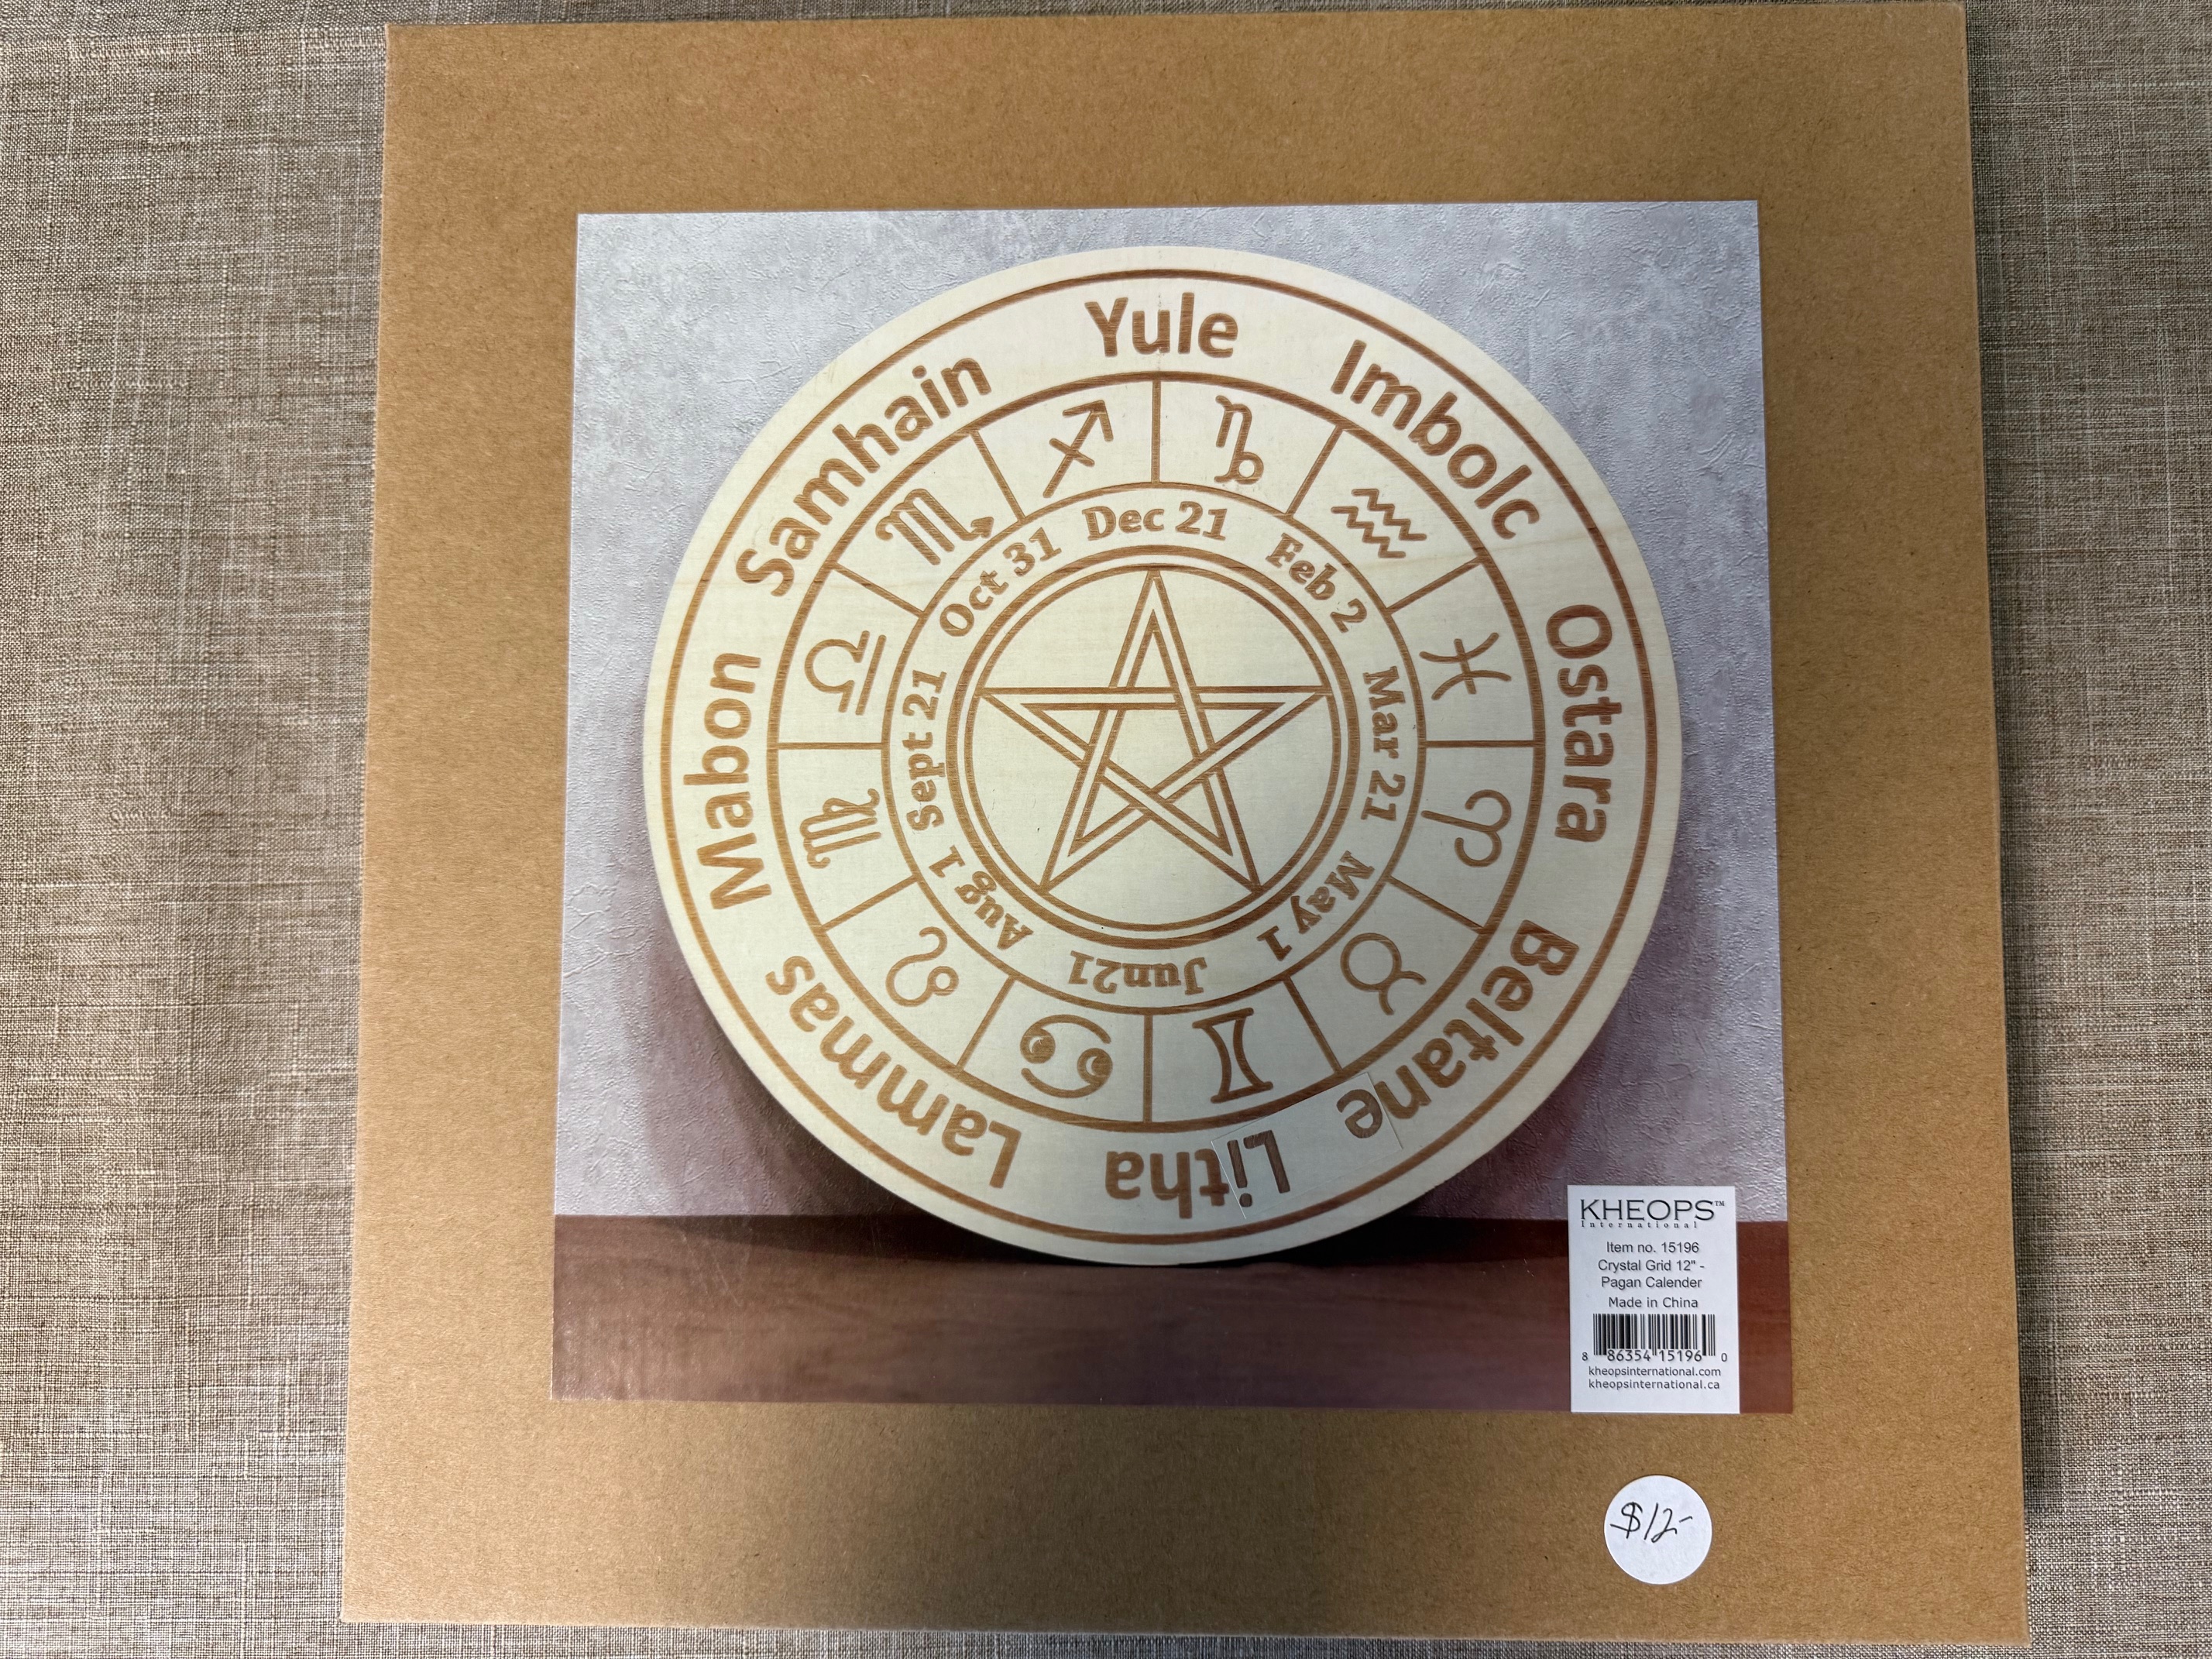 Yule
Imbolc
Ostara
Beltane
Litha
Lammas
Mabon
Samhain
Dec 21
Feb 2
Mar 21
May 1
Jun21
Aug 1
Sept 21
Oct 31
♑
♒
♓
♈
♉
♊
♋
♌
♍
♎
♏
♐
KHEOPS™
International
Item no. 15196
Crystal Grid 12" -
Pagan Calender
Made in China
8 86354 15196 0
kheopsinternational.com
kheopsinternational.ca
$12-